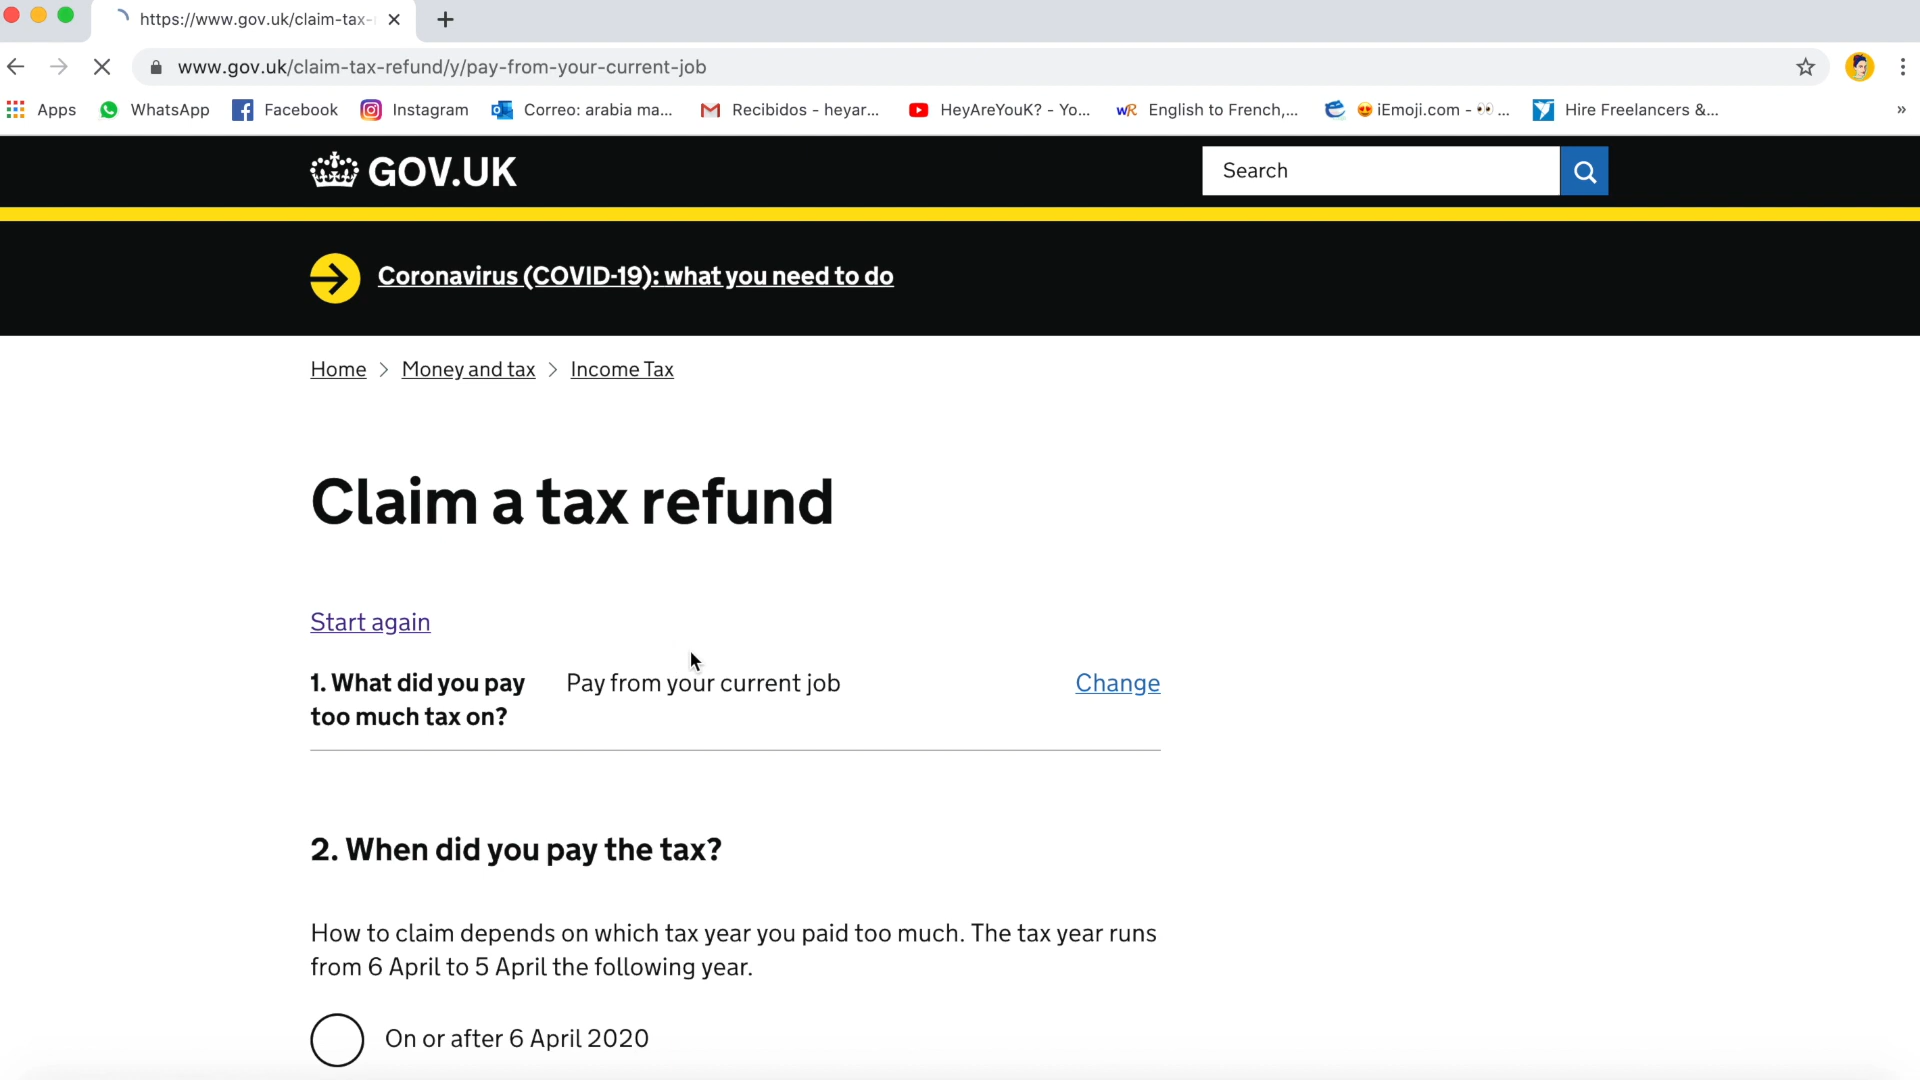 https://www.gov.uk/claim-tax-
www.gov.uk/claim-tax-refund/y/pay-from-your-current-job
Apps WhatsApp Facebook Instagram Correo: arabia ma... Recibidos - heyar... HeyAreYouK? - Yo... English to French,... 😍 iEmoji.com - 👀 ... Hire Freelancers &... »
GOV.UK Search
Coronavirus (COVID-19): what you need to do
Home > Money and tax > Income Tax
Claim a tax refund
Start again
1. What did you pay Pay from your current job Change
too much tax on?
2. When did you pay the tax?
How to claim depends on which tax year you paid too much. The tax year runs
from 6 April to 5 April the following year.
On or after 6 April 2020